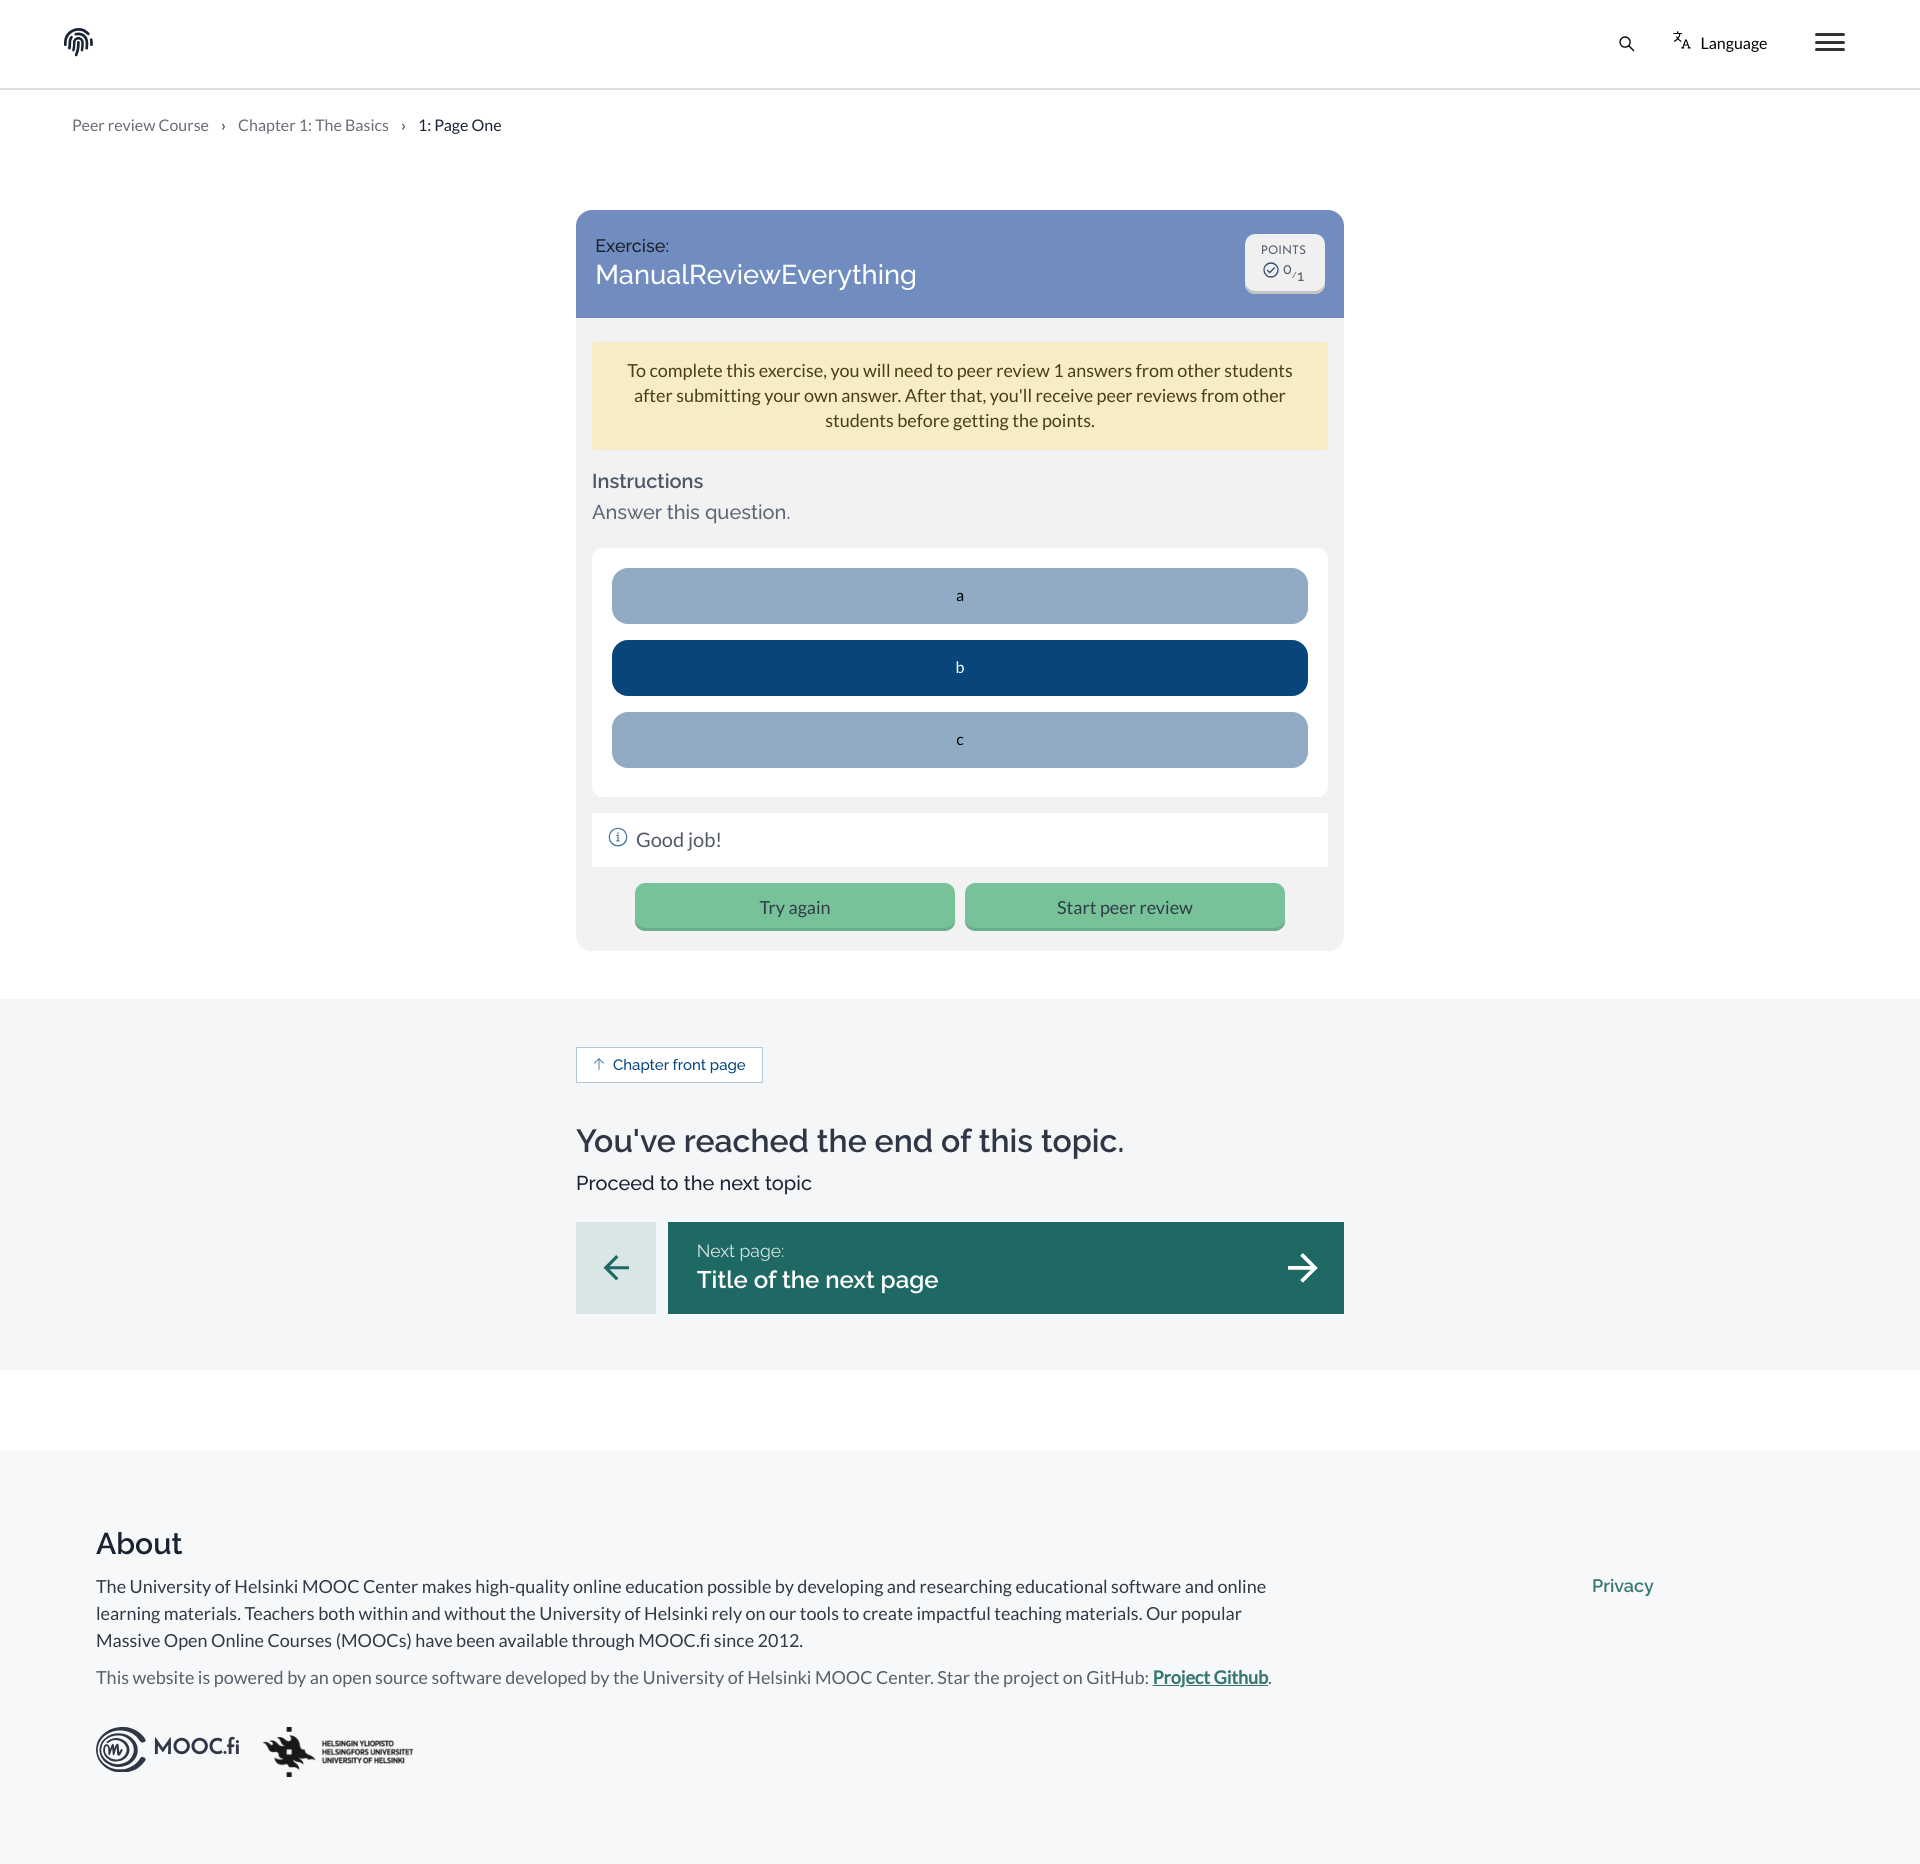 Language
Peer review Course › Chapter 1: The Basics › 1: Page One
Exercise:
ManualReviewEverything
POINTS
0/1
To complete this exercise, you will need to peer review 1 answers from other students
after submitting your own answer. After that, you'll receive peer reviews from other
students before getting the points.
Instructions
Answer this question.
a
b
c
Good job!
Try again
Start peer review
Chapter front page
You've reached the end of this topic.
Proceed to the next topic
Next page:
Title of the next page
About
The University of Helsinki MOOC Center makes high-quality online education possible by developing and researching educational software and online
learning materials. Teachers both within and without the University of Helsinki rely on our tools to create impactful teaching materials. Our popular
Massive Open Online Courses (MOOCs) have been available through MOOC.fi since 2012.
This website is powered by an open source software developed by the University of Helsinki MOOC Center. Star the project on GitHub: Project Github.
Privacy
MOOC.fi
HELSINGIN YLIOPISTO
HELSINGFORS UNIVERSITET
UNIVERSITY OF HELSINKI